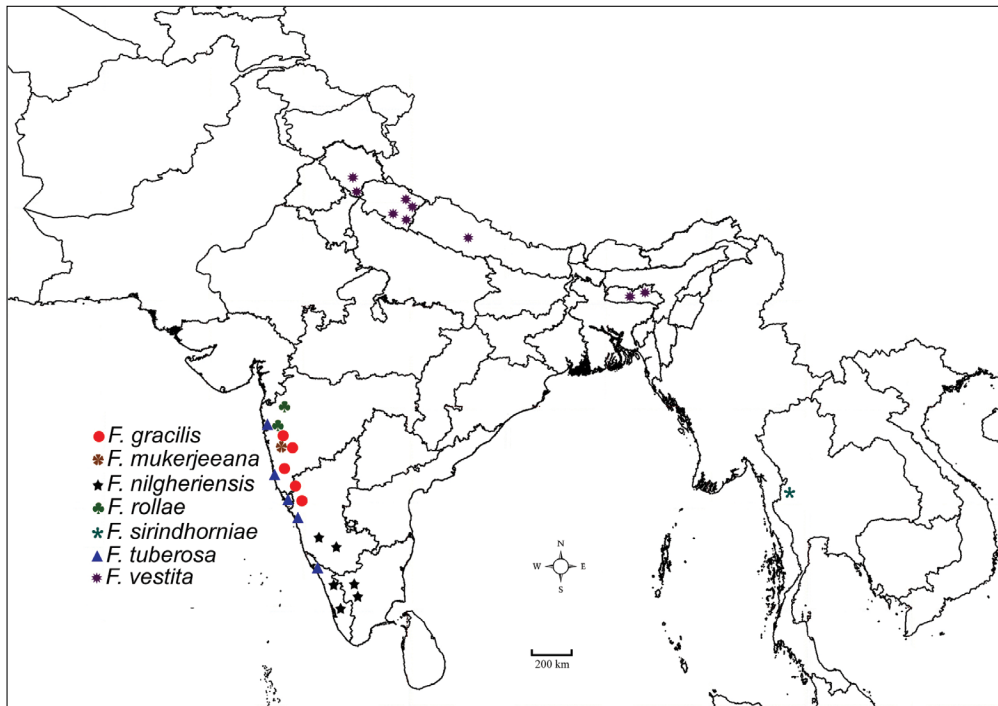 F. gracilis
F. mukerjeeana
F. nilgheriensis
F. rollae
F. sirindhorniae
F. tuberosa
F. vestita
N
W E
S
200 km